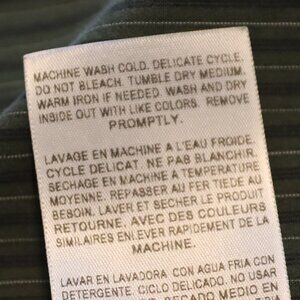 MACHINE WASH COLD. DELICATE CYCLE.
DO NOT BLEACH. TUMBLE DRY MEDIUM.
WARM IRON IF NEEDED. WASH AND DRY
INSIDE OUT WITH LIKE COLORS. REMOVE
PROMPTLY.
LAVAGE EN MACHINE A L'EAU FROIDE.
CYCLE DELICAT. NE PAS BLANCHIR.
SECHAGE EN MACHINE A TEMPERATURE
MOYENNE. REPASSER AU FER TIEDE AU
BESOIN. LAVER ET SECHER LE PRODUIT
RETOURNE. AVEC DES COULEURS
SIMILAIRES ENLEVER RAPIDEMENT DE LA
MACHINE.
LAVAR EN LAVADORA CON AGUA FRIA CON
DETERGENTE. CICLO DELICADO. NO USAR
CADO MEDIO EN